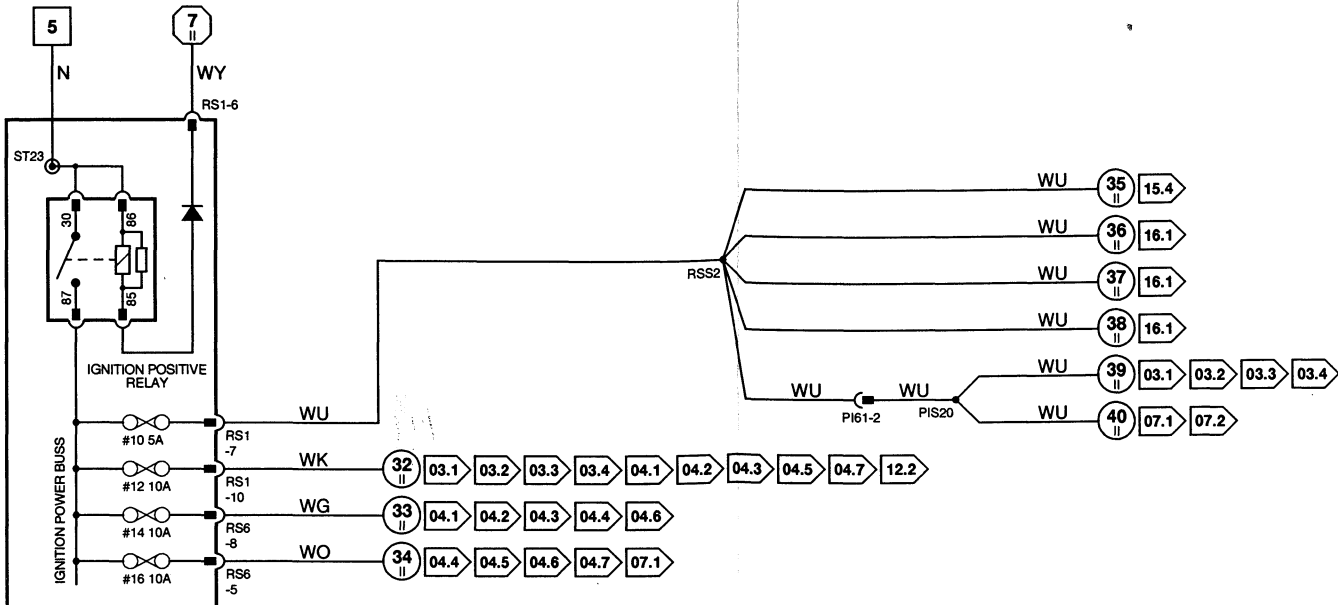 5
7
II
N
WY
RS1-6
ST23
30
86
87
85
IGNITION POSITIVE
RELAY
IGNITION POWER BUSS
#10 5A
RS1
-7
WU
RSS2
WU
35
II
15.4
WU
36
II
16.1
WU
37
II
16.1
WU
38
II
16.1
WU
PI61-2
WU
PIS20
WU
39
II
03.1 03.2 03.3 03.4
WU
40
II
07.1 07.2
#12 10A
RS1
-10
WK
32
II
03.1 03.2 03.3 03.4 04.1 04.2 04.3 04.5 04.7 12.2
#14 10A
RS6
-8
WG
33
II
04.1 04.2 04.3 04.4 04.6
#16 10A
RS6
-5
WO
34
II
04.4 04.5 04.6 04.7 07.1